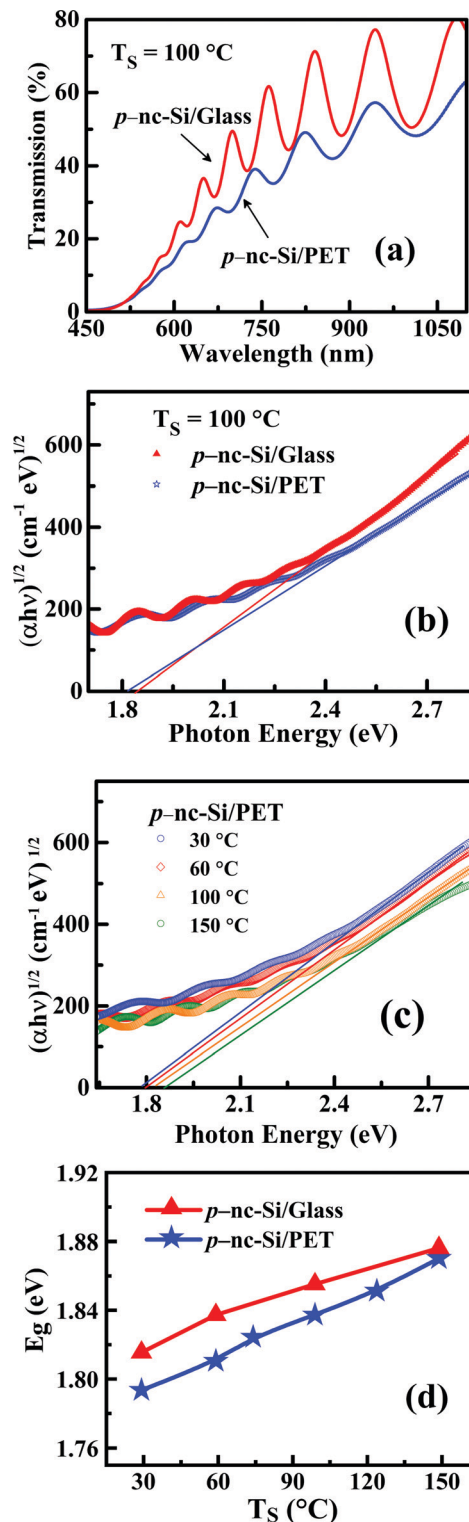 80
60
40
20
0
Transmission (%)
T_S = 100 °C
p–nc-Si/Glass
p–nc-Si/PET
(a)
450 600 750 900 1050
Wavelength (nm)
600
400
200
0
(αhν)^1/2 (cm^-1 eV)^1/2
T_S = 100 °C
p–nc-Si/Glass
p–nc-Si/PET
(b)
1.8 2.1 2.4 2.7
Photon Energy (eV)
600
400
200
0
(αhν)^1/2 (cm^-1 eV)^1/2
p–nc-Si/PET
30 °C
60 °C
100 °C
150 °C
(c)
1.8 2.1 2.4 2.7
Photon Energy (eV)
1.92
1.88
1.84
1.80
1.76
Eg (eV)
p–nc-Si/Glass
p–nc-Si/PET
(d)
30 60 90 120 150
T_S (°C)